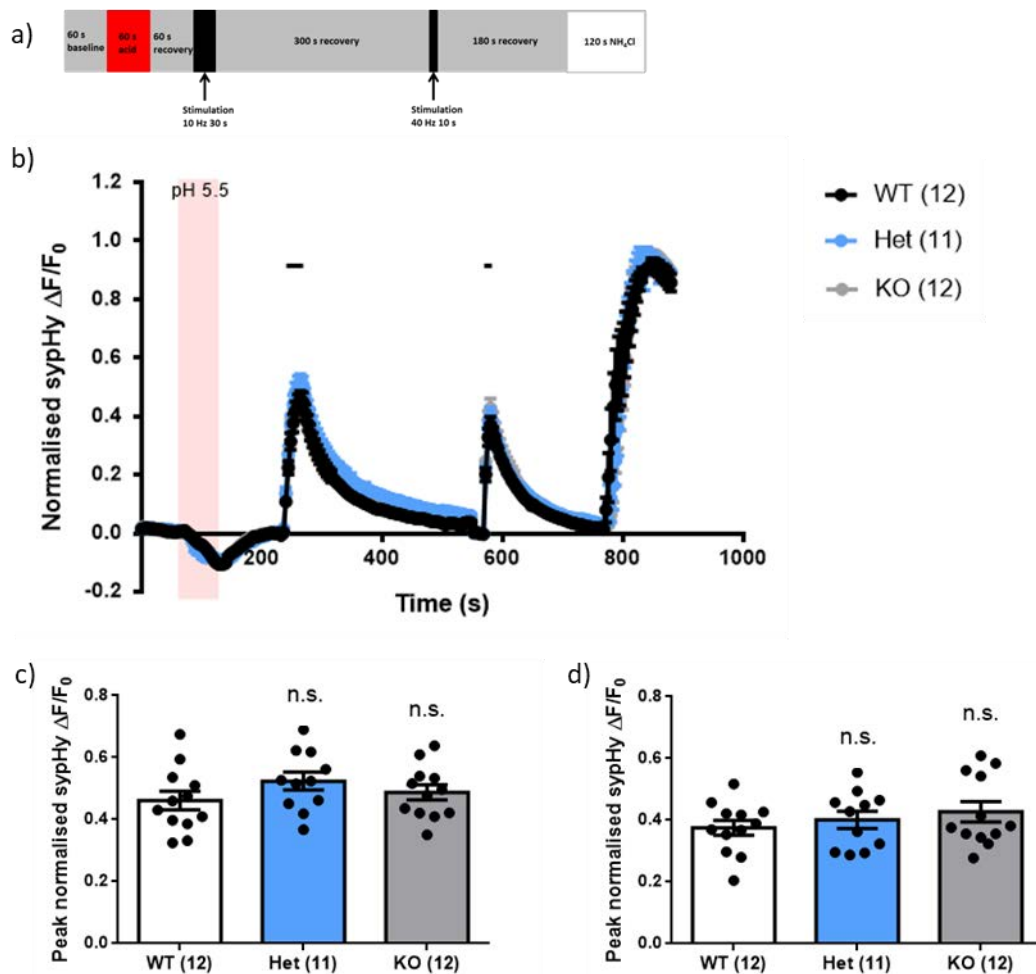 a)
60 s
baseline
60 s
acid
60 s
recovery
300 s recovery
180 s recovery
120 s NH₄Cl
Stimulation
10 Hz 30 s
Stimulation
40 Hz 10 s
b)
Normalised sypHy ΔF/F₀
1.2
1.0
0.8
0.6
0.4
0.2
0.0
-0.2
pH 5.5
200
400
600
800
1000
Time (s)
WT (12)
Het (11)
KO (12)
c)
Peak normalised sypHy ΔF/F₀
0.8
0.6
0.4
0.2
0.0
n.s.
n.s.
WT (12)
Het (11)
KO (12)
d)
Peak normalised sypHy ΔF/F₀
0.8
0.6
0.4
0.2
0.0
n.s.
n.s.
WT (12)
Het (11)
KO (12)